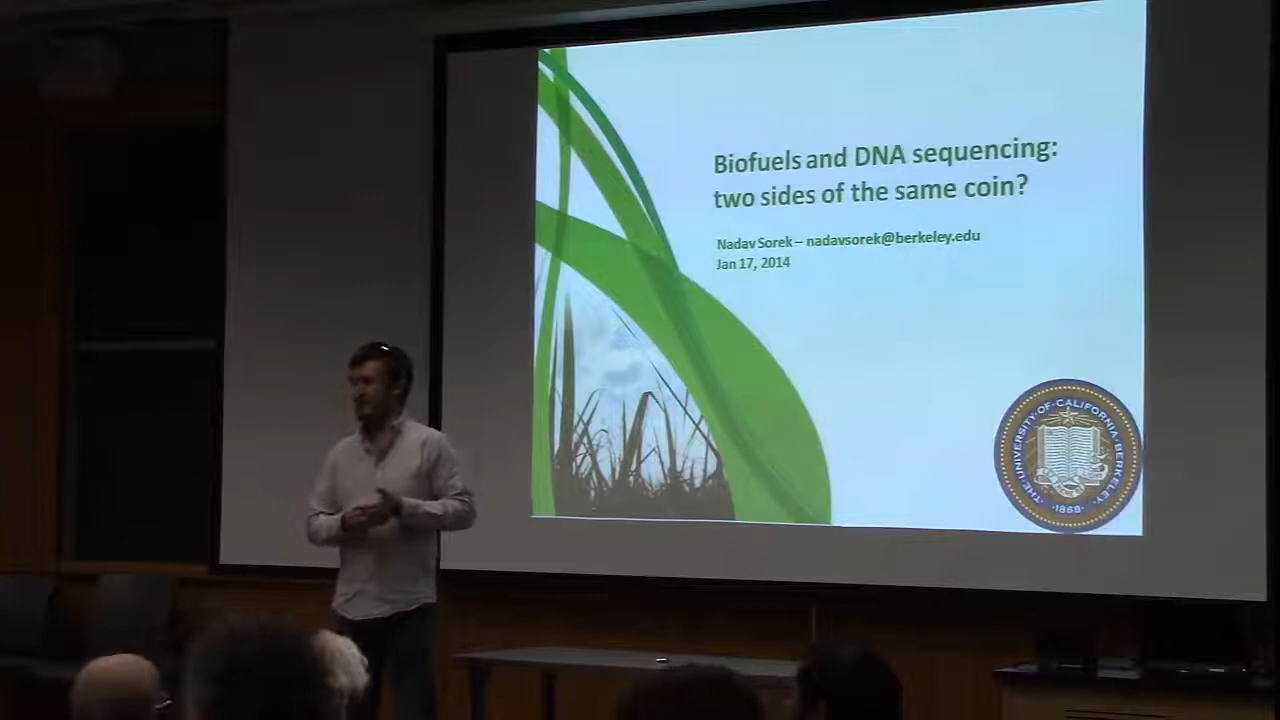 Biofuels and DNA sequencing:
two sides of the same coin?
Nadav Sorek – nadavsorek@berkeley.edu
Jan 17, 2014
·THE·UNIVERSITY·OF·CALIFORNIA·BERKELEY·
·1868·